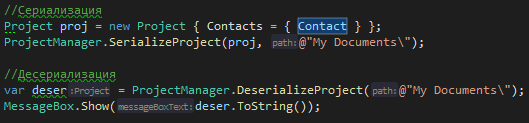 //Сериализация
Project proj = new Project { Contacts = { Contact } };
ProjectManager.SerializeProject(proj, path:@"My Documents\");
//Десериализация
var deser :Project = ProjectManager.DeserializeProject(path:@"My Documents\");
MessageBox.Show(messageBoxText:deser.ToString());